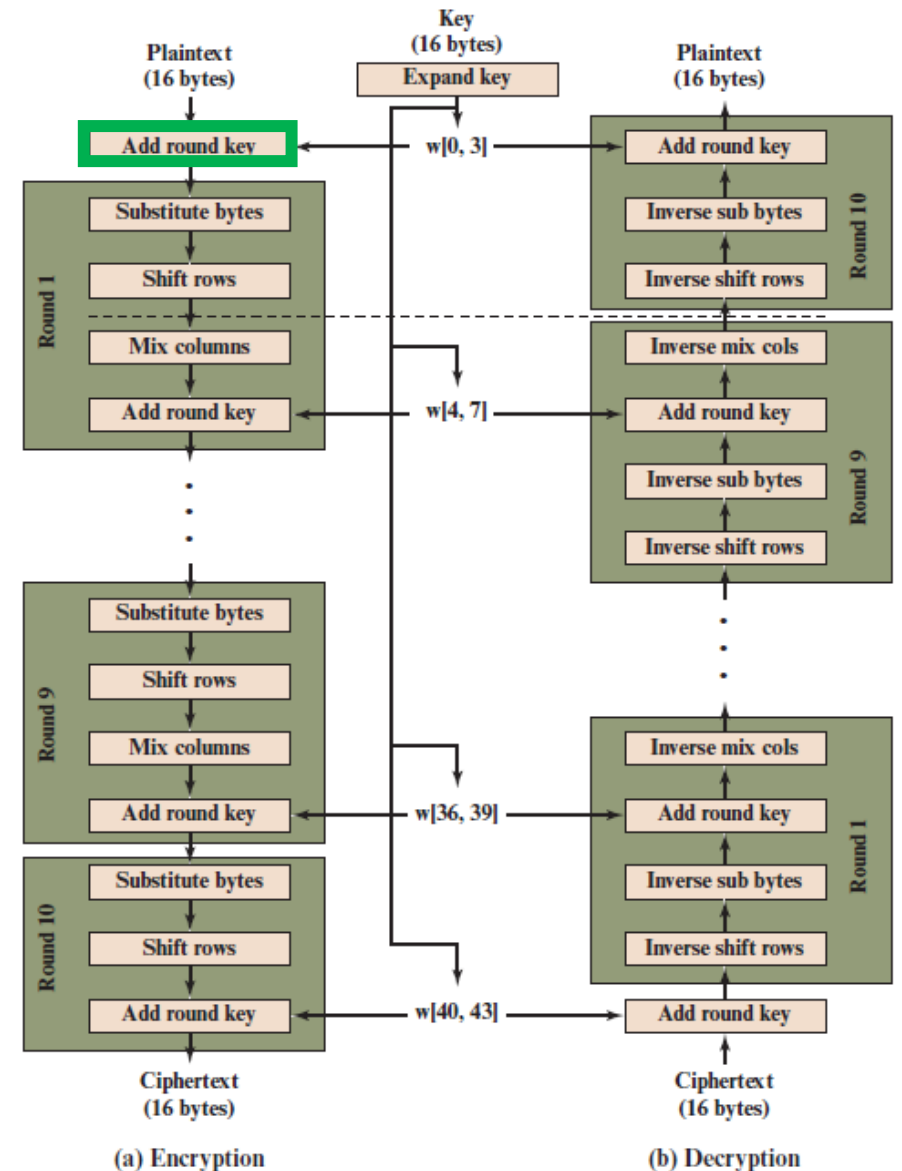 Key
(16 bytes)
Expand key
Plaintext
(16 bytes)
Add round key
Round 1
Substitute bytes
Shift rows
Mix columns
Add round key
Round 9
Substitute bytes
Shift rows
Mix columns
Add round key
Round 10
Substitute bytes
Shift rows
Add round key
Ciphertext
(16 bytes)
(a) Encryption
w[0, 3]
w[4, 7]
w[36, 39]
w[40, 43]
Plaintext
(16 bytes)
Add round key
Inverse sub bytes
Inverse shift rows
Round 10
Inverse mix cols
Add round key
Inverse sub bytes
Inverse shift rows
Round 9
Inverse mix cols
Add round key
Inverse sub bytes
Inverse shift rows
Round 1
Add round key
Ciphertext
(16 bytes)
(b) Decryption